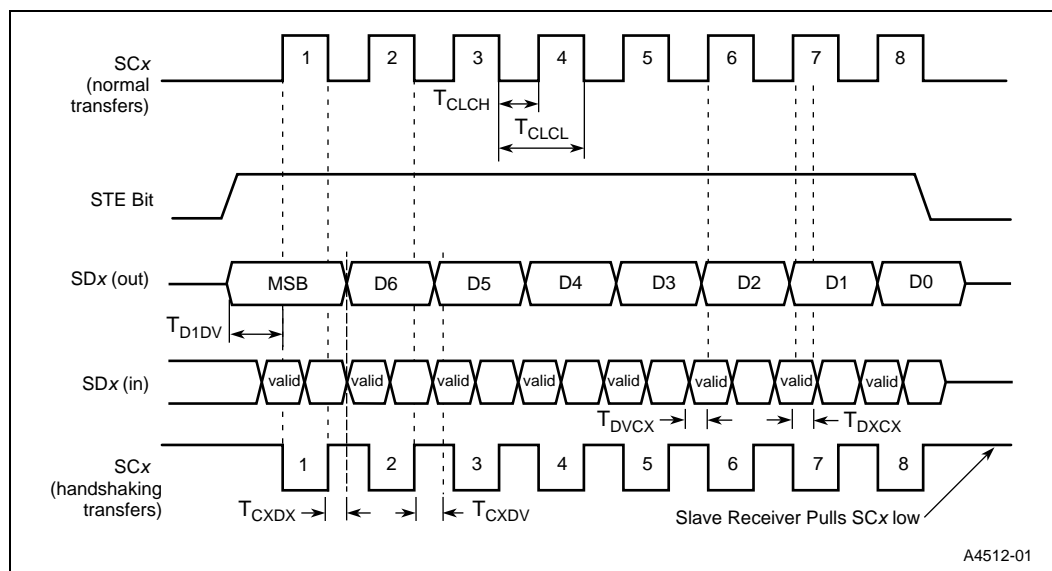 SCx
(normal
transfers)
1 2 3 4 5 6 7 8
TCLCH
TCLCL
STE Bit
SDx (out)
MSB D6 D5 D4 D3 D2 D1 D0
TD1DV
SDx (in)
valid valid valid valid valid valid valid valid
TDVCX TDXCX
SCx
(handshaking
transfers)
1 2 3 4 5 6 7 8
TCXDX TCXDV
Slave Receiver Pulls SCx low
A4512-01